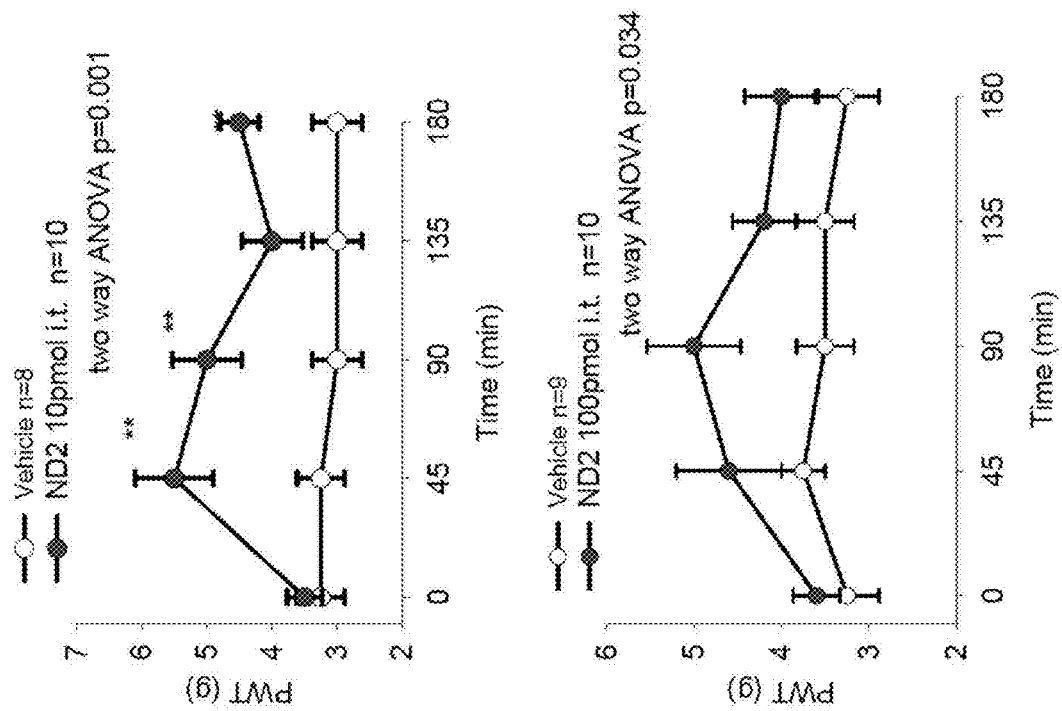 Vehicle n=8
ND2 10pmol i.t. n=10
two way ANOVA p=0.001
**
**
*
7
6
5
4
3
2
PWT (g)
0 45 90 135 180
Time (min)
Vehicle n=9
ND2 100pmol i.t. n=10
two way ANOVA p=0.034
6
5
4
3
2
PWT (g)
0 45 90 135 180
Time (min)